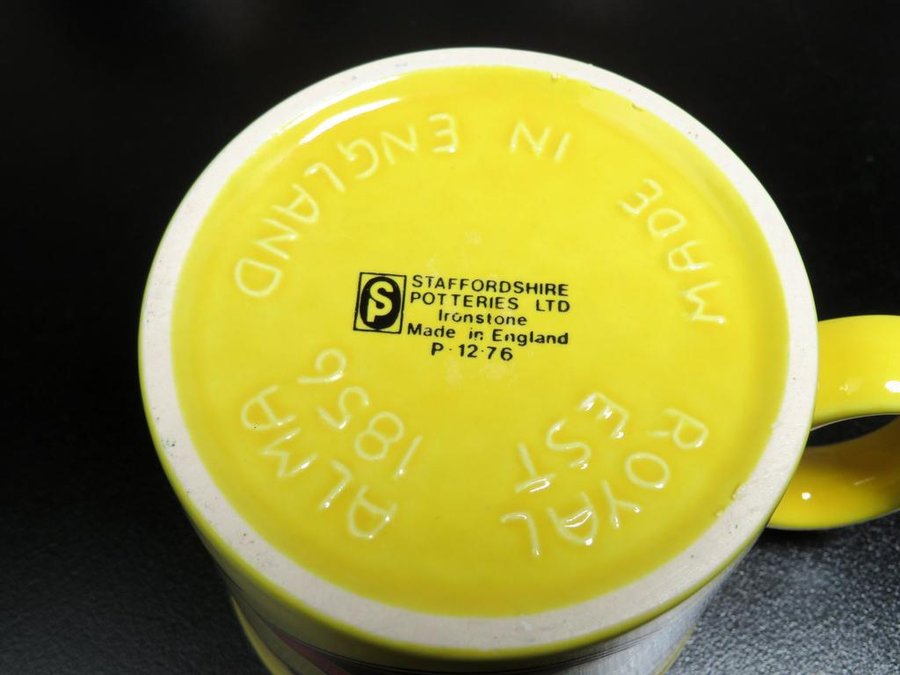 SP
STAFFORDSHIRE
POTTERIES LTD
Ironstone
Made in England
P·12·76
ROYAL ALMA
EST 1856
MADE IN ENGLAND